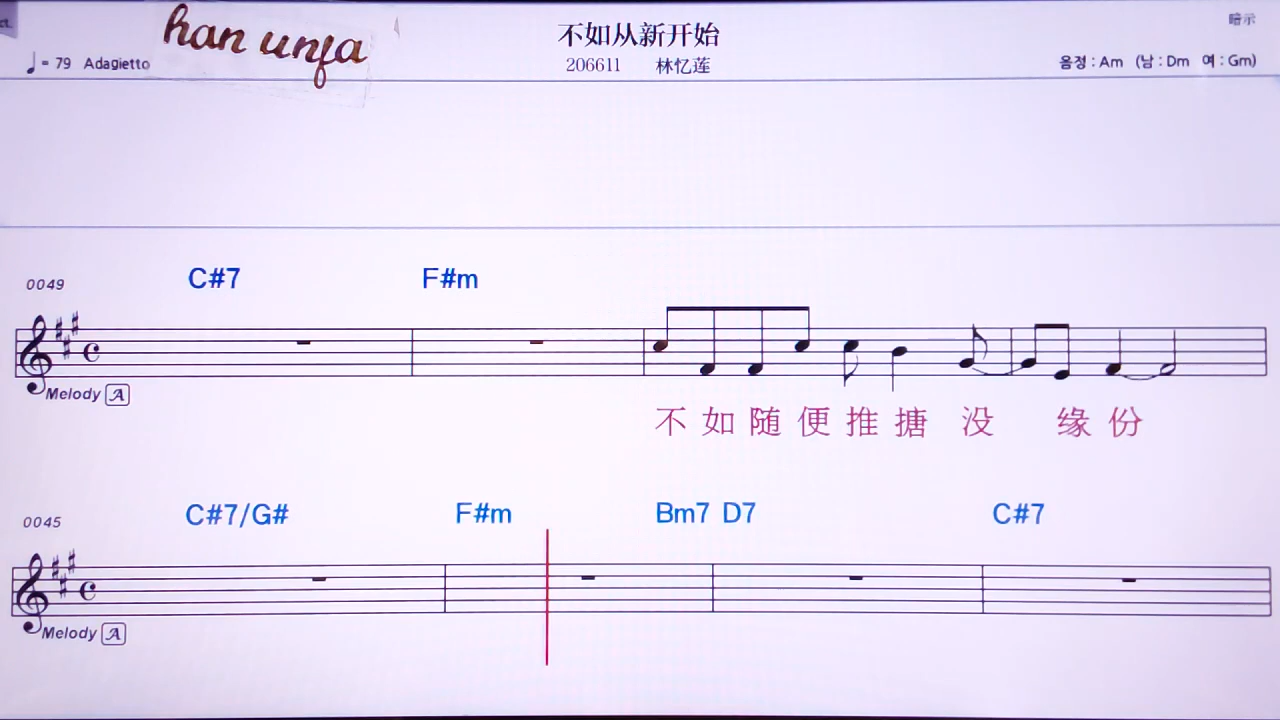 ct.
han unfa
不如从新开始
暗示
♩= 79 Adagietto
206611 林忆莲
음정 : Am (남 : Dm 여 : Gm)
0049
C#7 F#m
Melody A
不 如 随 便 推 搪 没 缘 份
0045
C#7/G# F#m Bm7 D7 C#7
Melody A